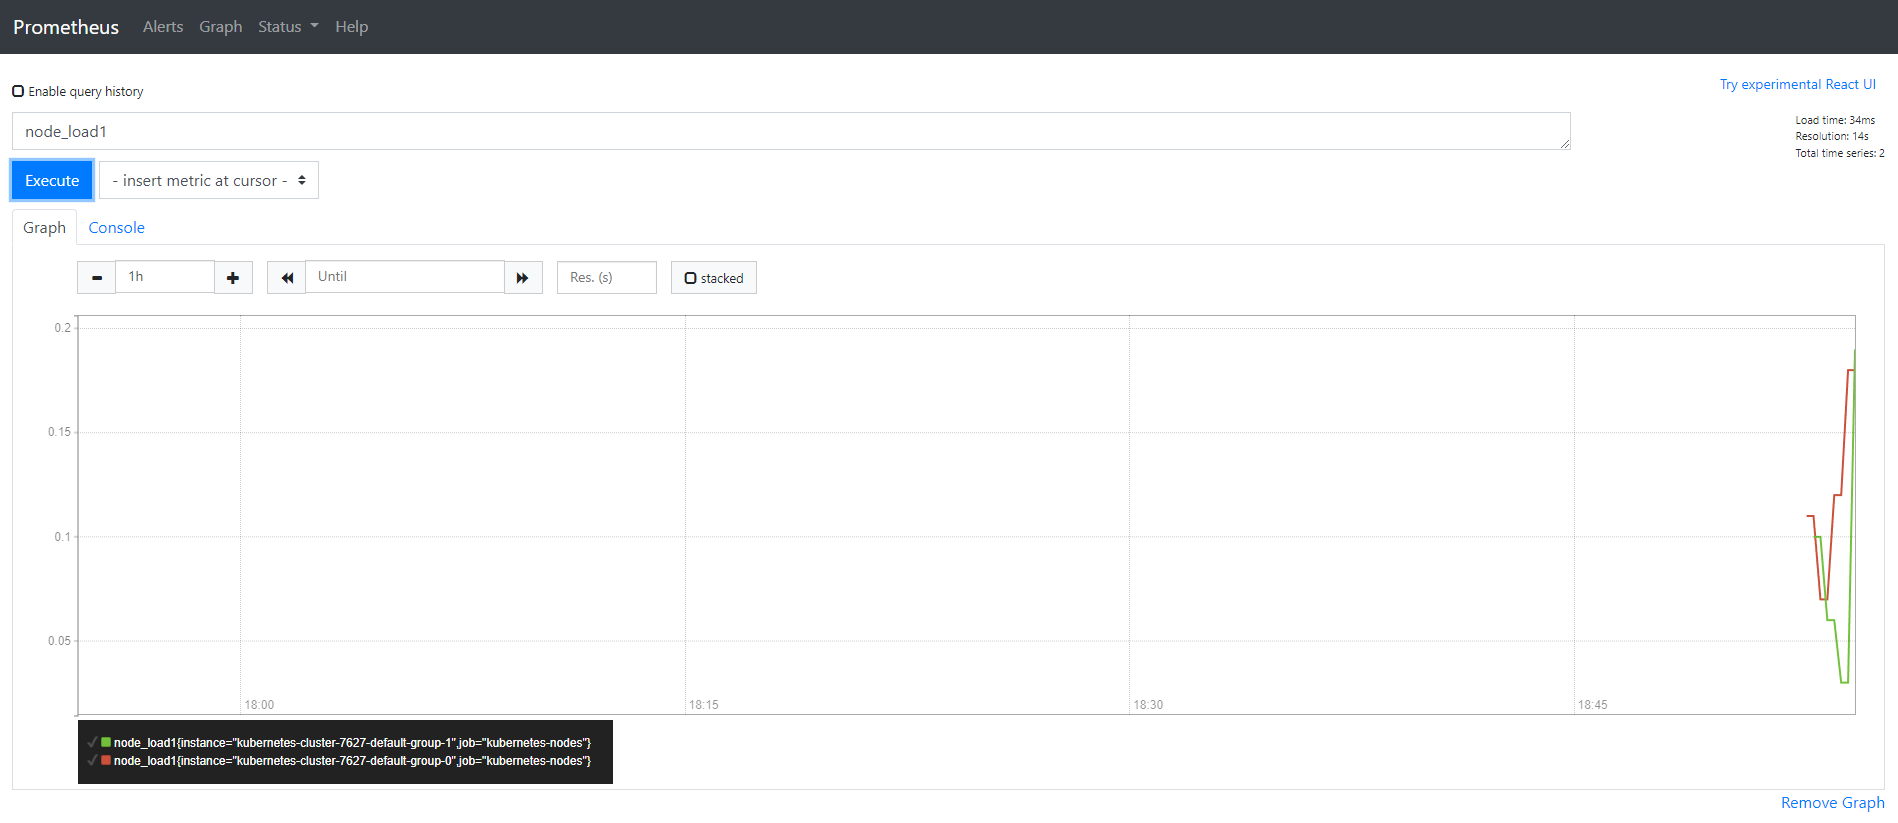 Prometheus Alerts Graph Status Help
Enable query history
Try experimental React UI
node_load1
Load time: 34ms
Resolution: 14s
Total time series: 2
Execute - insert metric at cursor -
Graph Console
1h Until Res. (s) stacked
0.2
0.15
0.1
0.05
18:00 18:15 18:30 18:45
node_load1{instance="kubernetes-cluster-7627-default-group-1",job="kubernetes-nodes"}
node_load1{instance="kubernetes-cluster-7627-default-group-0",job="kubernetes-nodes"}
Remove Graph